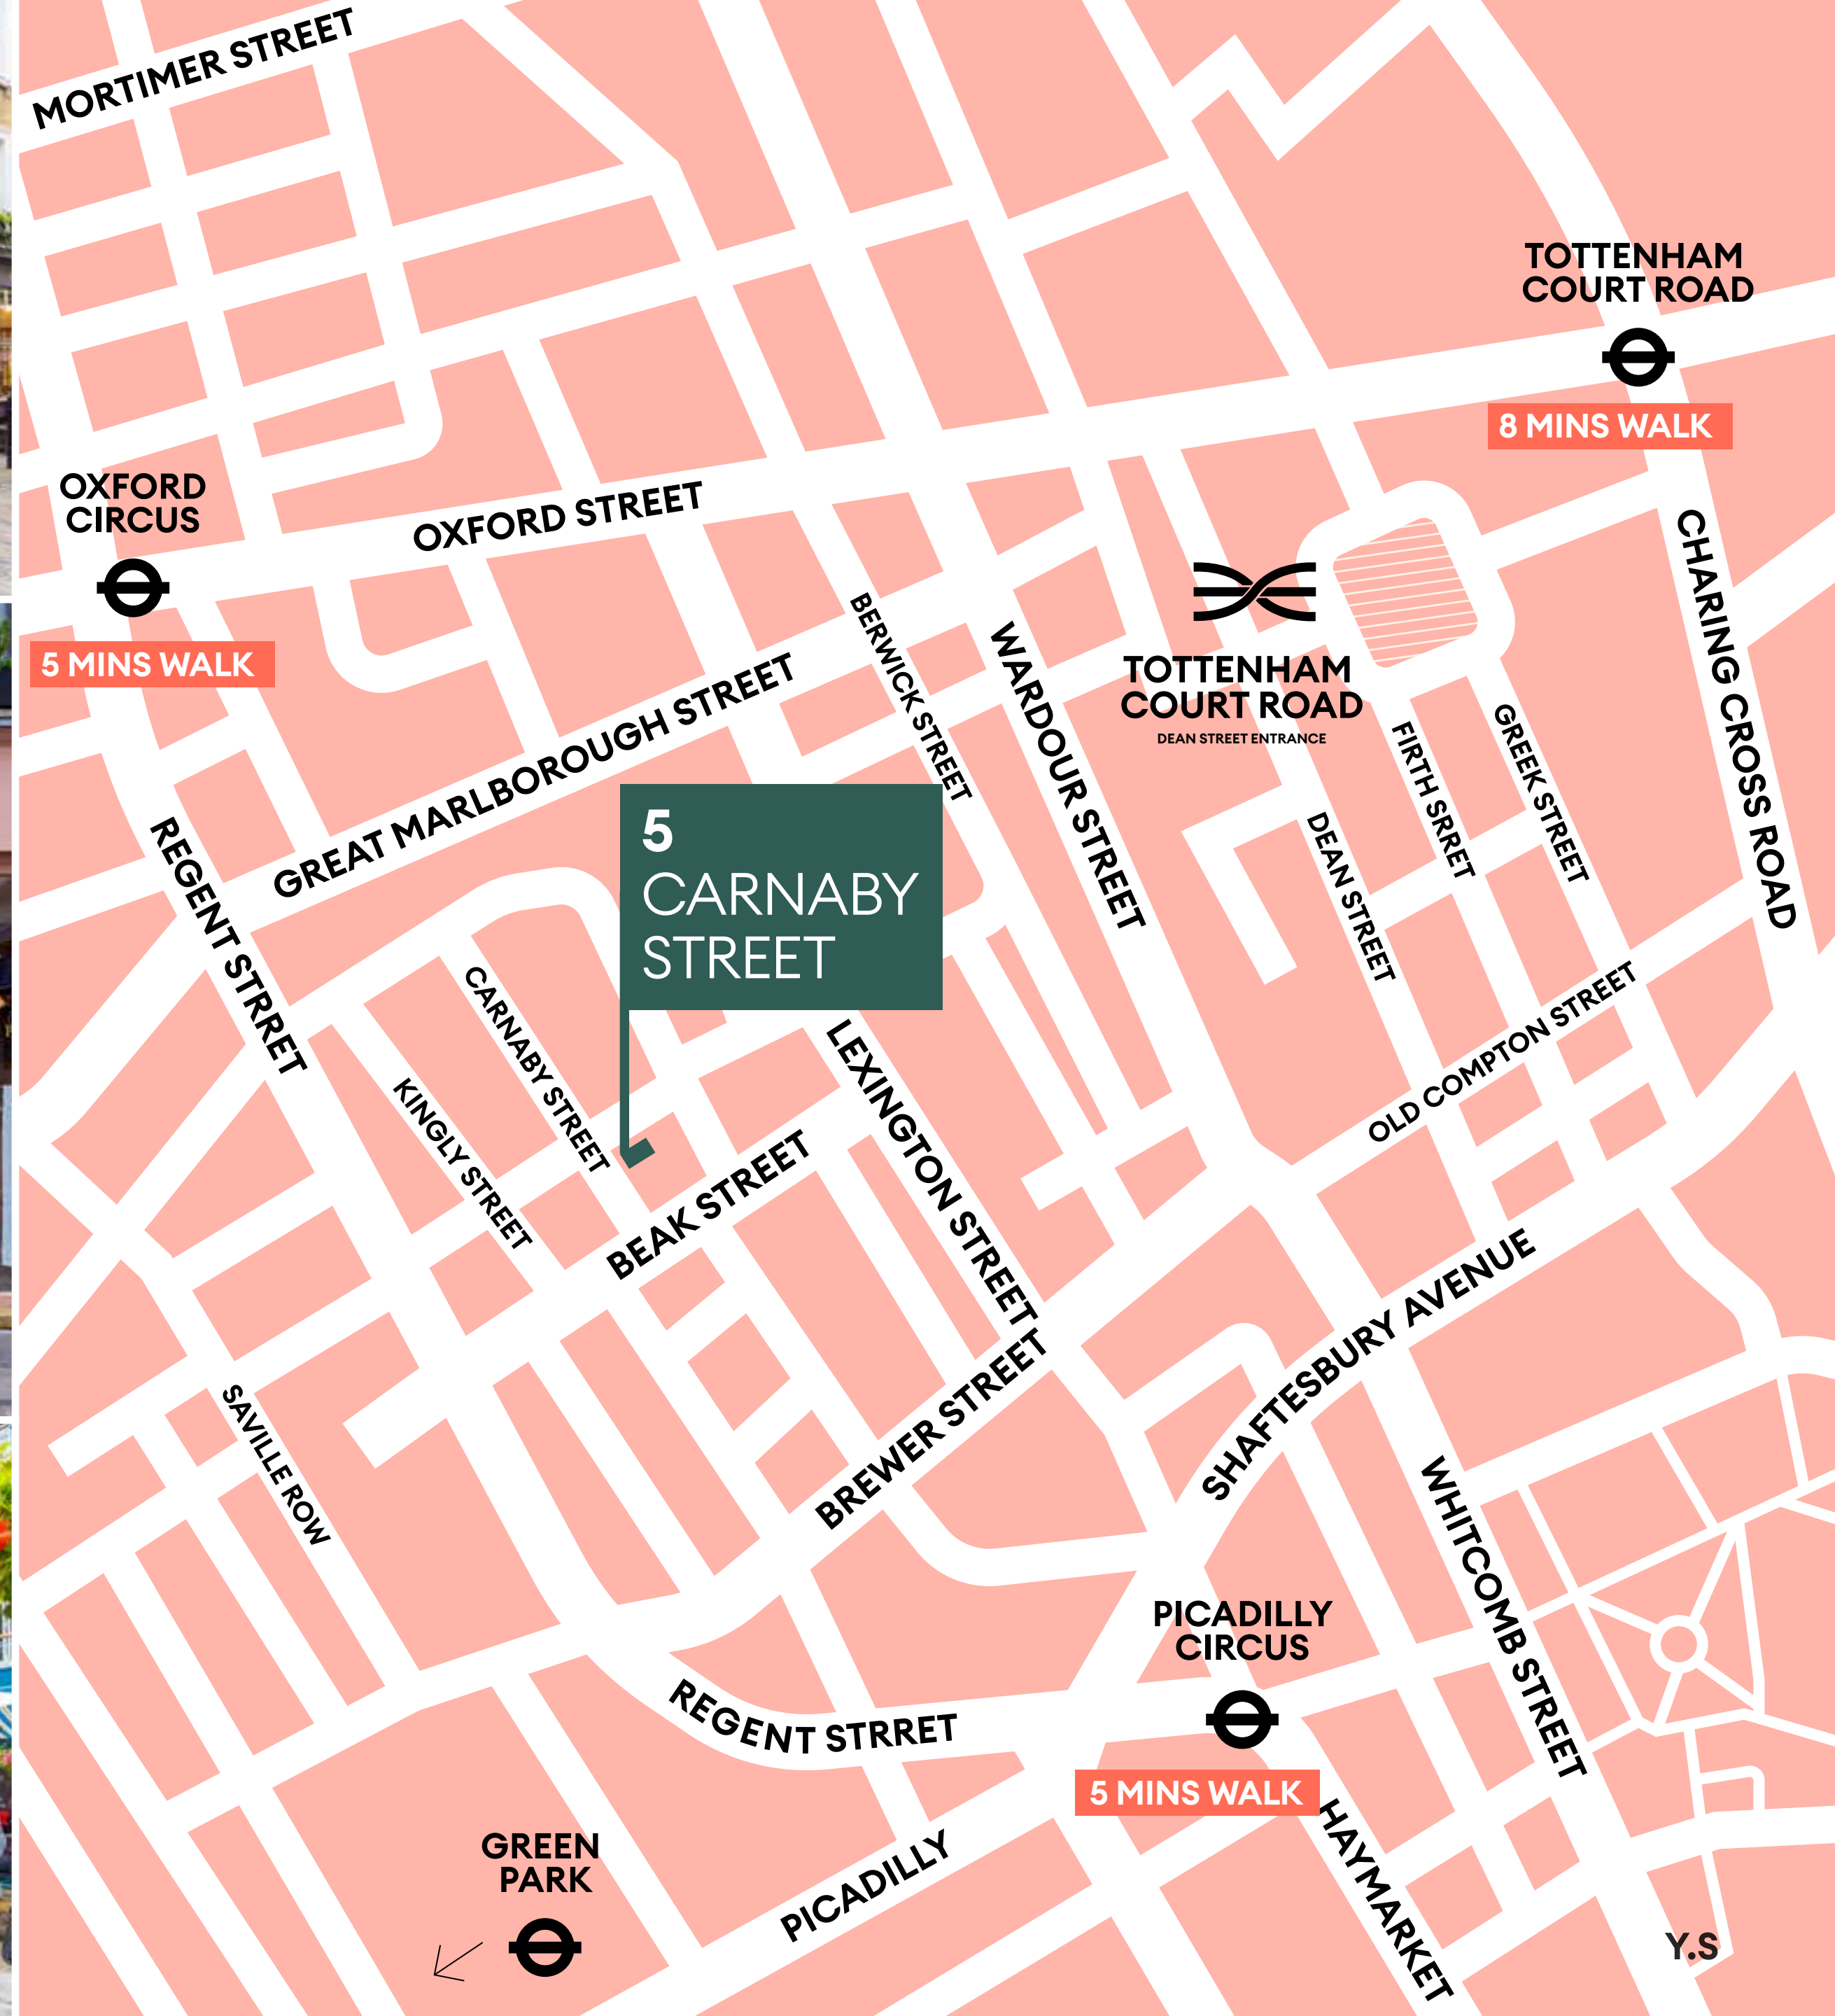 MORTIMER STREET
TOTTENHAM
COURT ROAD
8 MINS WALK
OXFORD
CIRCUS
5 MINS WALK
OXFORD STREET
CHARING CROSS ROAD
BERWICK STREET
WARDOUR STREET
TOTTENHAM
COURT ROAD
DEAN STREET ENTRANCE
GREAT MARLBOROUGH STREET
FIRTH SRRET
GREEK STREET
DEAN STREET
REGENT STRRET
5
CARNABY
STREET
CARNABY STREET
KINGLY STREET
LEXINGTON STREET
OLD COMPTON STREET
BEAK STREET
SHAFTESBURY AVENUE
BREWER STREET
SAVILLE ROW
WHITCOMB STREET
PICADILLY
CIRCUS
5 MINS WALK
REGENT STRRET
GREEN
PARK
PICADILLY
HAYMARKET
Y.S